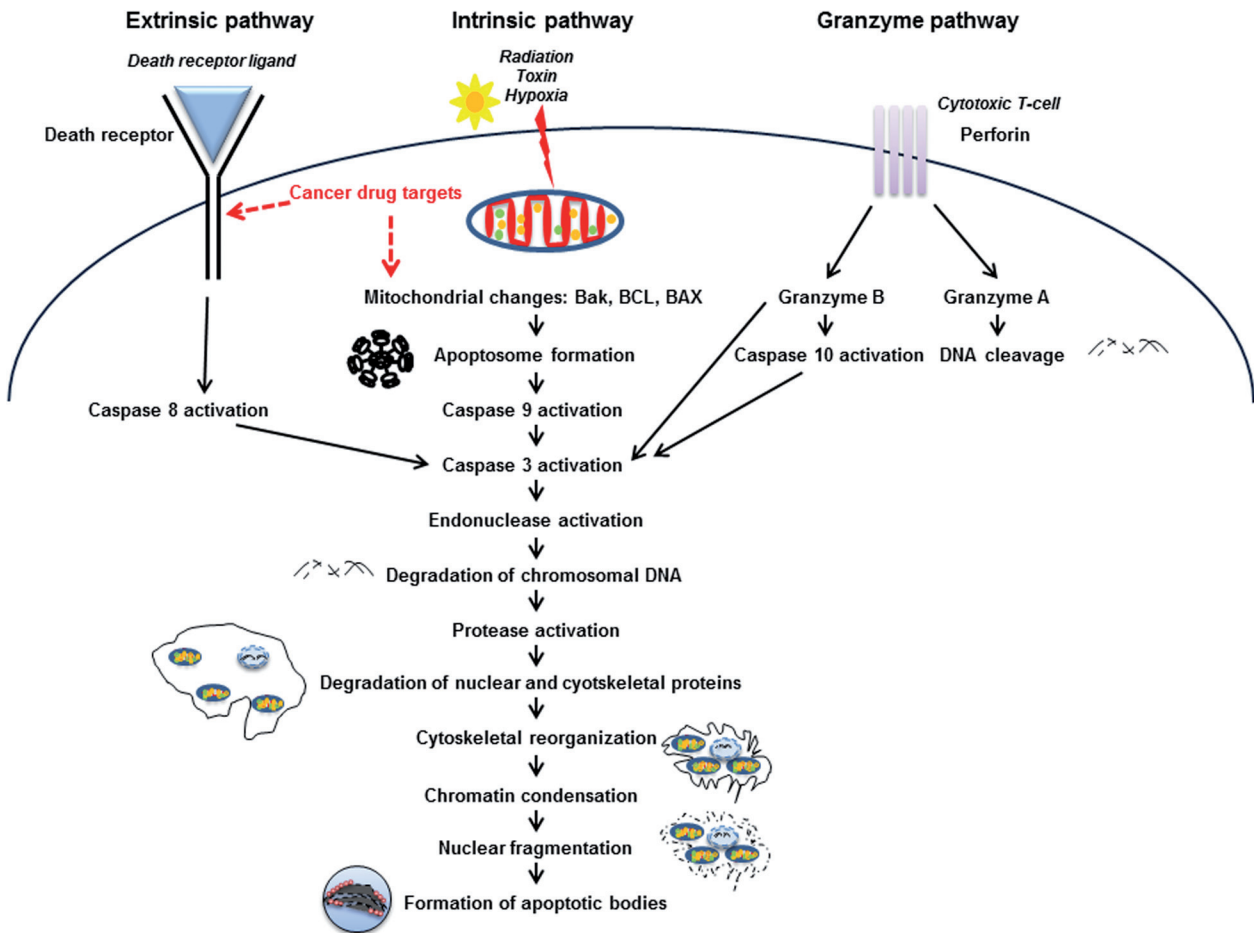 Extrinsic pathway
Intrinsic pathway
Granzyme pathway
Death receptor ligand
Radiation
Toxin
Hypoxia
Cytotoxic T-cell
Perforin
Death receptor
Cancer drug targets
Mitochondrial changes: Bak, BCL, BAX
Granzyme B
Granzyme A
Apoptosome formation
Caspase 10 activation
DNA cleavage
Caspase 8 activation
Caspase 9 activation
Caspase 3 activation
Endonuclease activation
Degradation of chromosomal DNA
Protease activation
Degradation of nuclear and cyotskeletal proteins
Cytoskeletal reorganization
Chromatin condensation
Nuclear fragmentation
Formation of apoptotic bodies